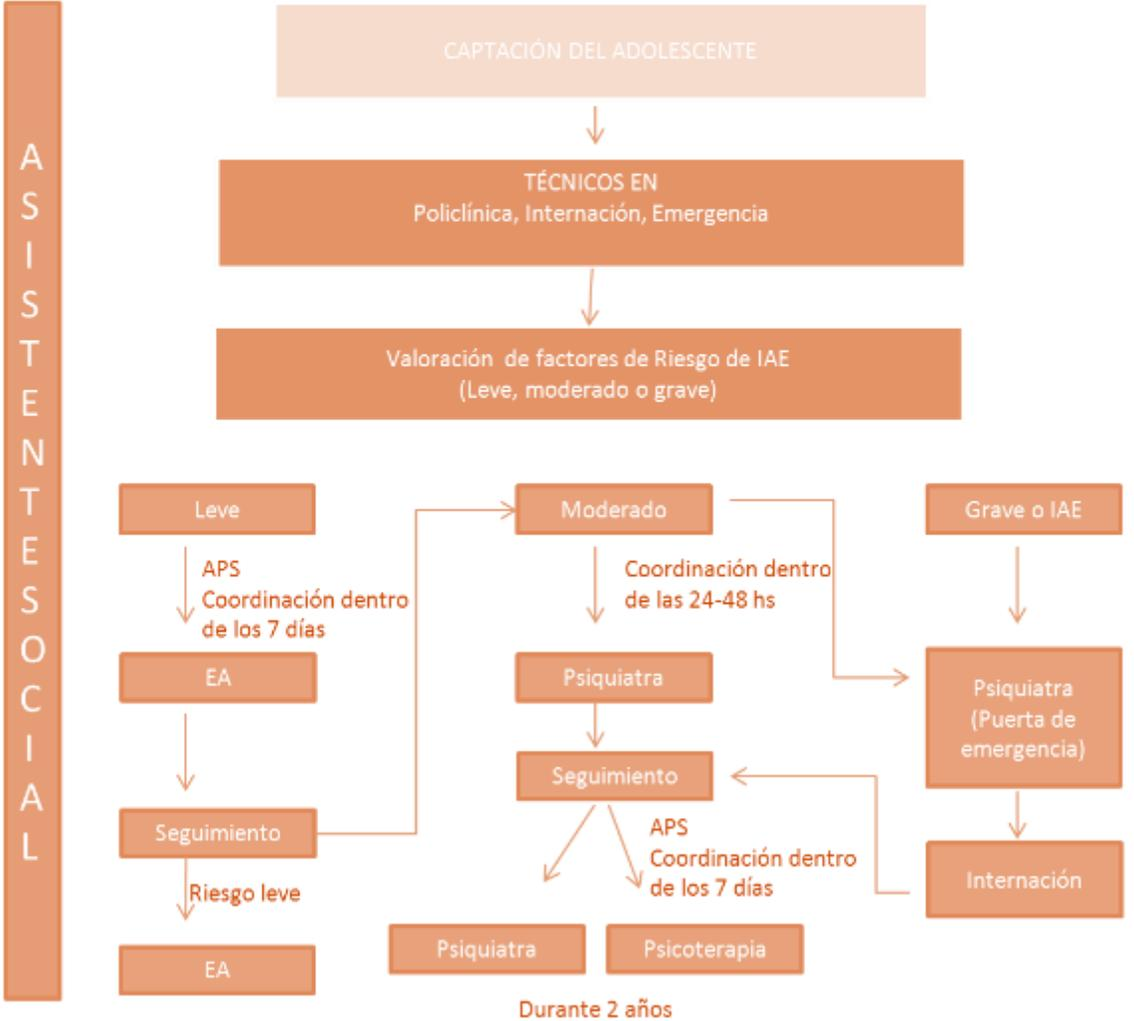 ASISTENTE SOCIAL
CAPTACIÓN DEL ADOLESCENTE
TÉCNICOS EN
Policlínica, Internación, Emergencia
Valoración de factores de Riesgo de IAE
(Leve, moderado o grave)
Leve
APS
Coordinación dentro
de los 7 días
EA
Seguimiento
Riesgo leve
EA
Moderado
Coordinación dentro
de las 24-48 hs
Psiquiatra
Seguimiento
APS
Coordinación dentro
de los 7 días
Psiquiatra
Psicoterapia
Durante 2 años
Grave o IAE
Psiquiatra
(Puerta de
emergencia)
Internación